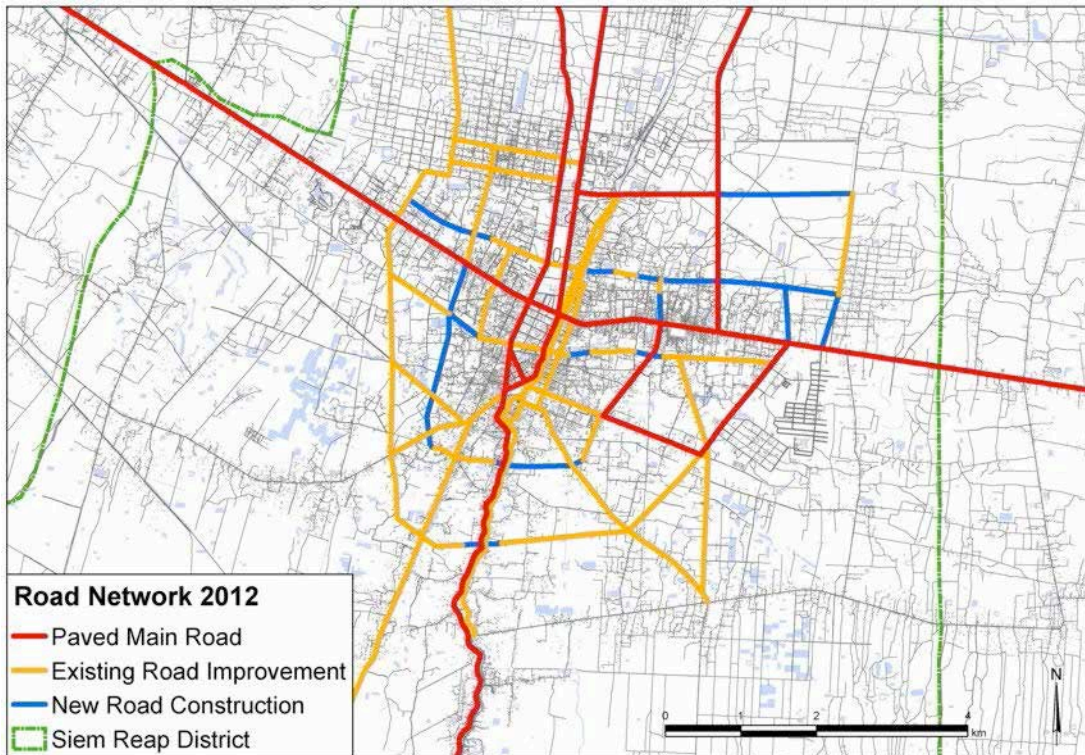 Road Network 2012
Paved Main Road
Existing Road Improvement
New Road Construction
Siem Reap District
N
0 1 2 4
km